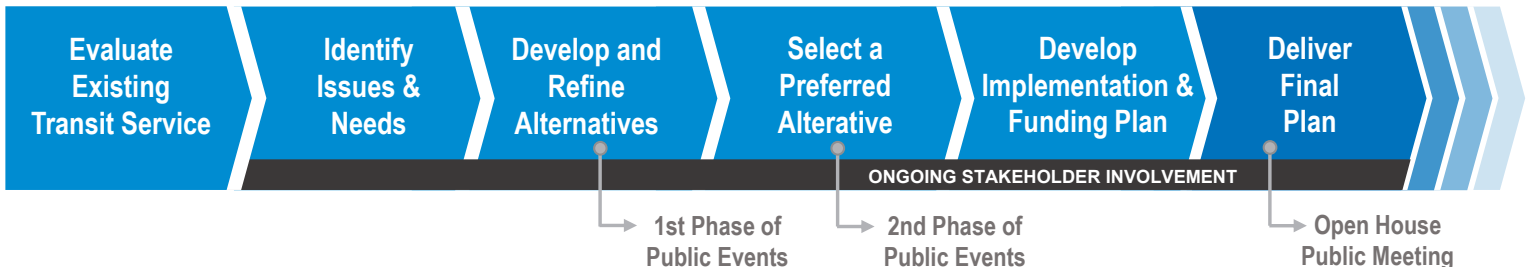 Evaluate
Existing
Transit Service
Identify
Issues &
Needs
Develop and
Refine
Alternatives
Select a
Preferred
Alterative
Develop
Implementation &
Funding Plan
Deliver
Final
Plan
ONGOING STAKEHOLDER INVOLVEMENT
1st Phase of
Public Events
2nd Phase of
Public Events
Open House
Public Meeting